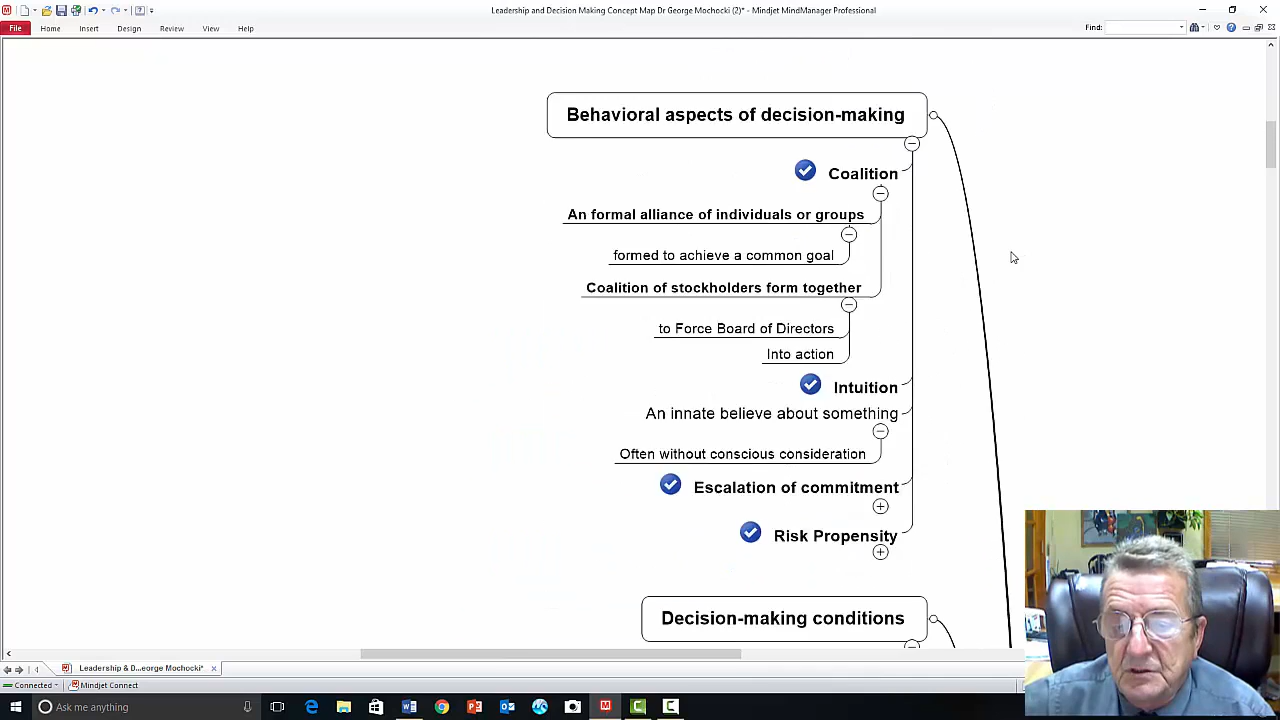 Leadership and Decision Making Concept Map Dr George Mochocki (2)* - Mindjet MindManager Professional
File Home Insert Design Review View Help Find:
Behavioral aspects of decision-making
Coalition
An formal alliance of individuals or groups
formed to achieve a common goal
Coalition of stockholders form together
to Force Board of Directors
Into action
Intuition
An innate believe about something
Often without conscious consideration
Escalation of commitment
Risk Propensity
Decision-making conditions
Leadership & D...eorge Mochocki*
Connected Mindjet Connect
Ask me anything